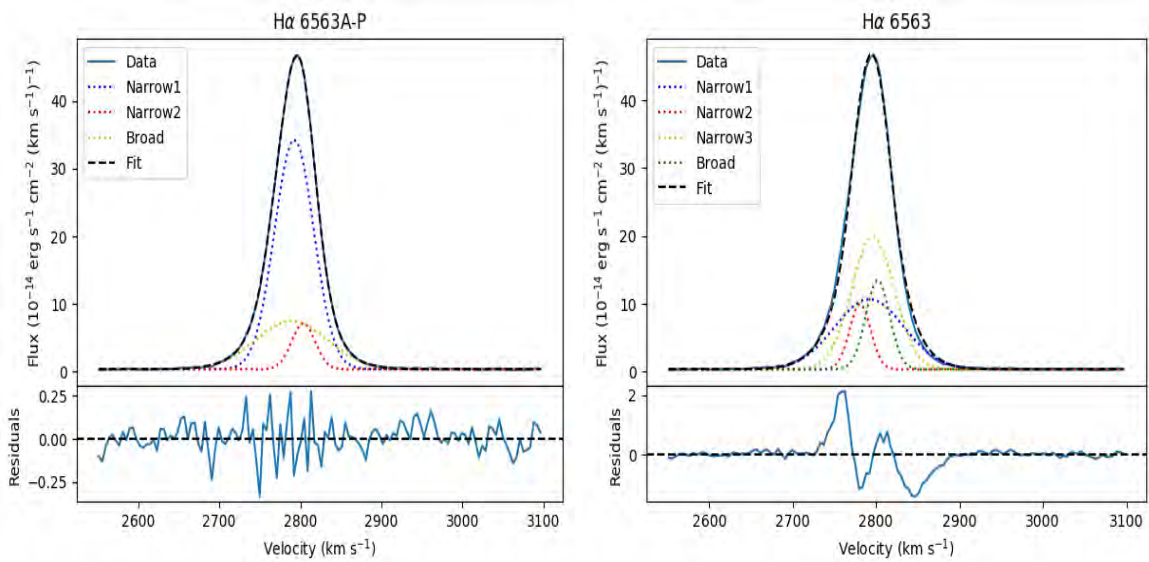 Hα 6563A-P
Flux (10⁻¹⁴ erg s⁻¹ cm⁻² (km s⁻¹)⁻¹)
40
30
20
10
0
Data
Narrow1
Narrow2
Broad
Fit
Residuals
0.25
0.00
−0.25
2600 2700 2800 2900 3000 3100
Velocity (km s⁻¹)
Hα 6563
Flux (10⁻¹⁴ erg s⁻¹ cm⁻² (km s⁻¹)⁻¹)
40
30
20
10
0
Data
Narrow1
Narrow2
Narrow3
Broad
Fit
Residuals
2
0
2600 2700 2800 2900 3000 3100
Velocity (km s⁻¹)